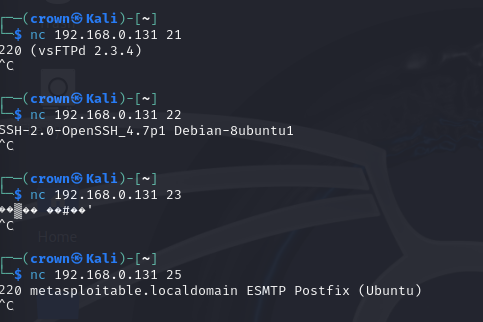 ┌──(crown㉿Kali)-[~]
└─$ nc 192.168.0.131 21
220 (vsFTPd 2.3.4)
^C
┌──(crown㉿Kali)-[~]
└─$ nc 192.168.0.131 22
SSH-2.0-OpenSSH_4.7p1 Debian-8ubuntu1
^C
┌──(crown㉿Kali)-[~]
└─$ nc 192.168.0.131 23
��▒�� ��#��'
^C
Home
┌──(crown㉿Kali)-[~]
└─$ nc 192.168.0.131 25
220 metasploitable.localdomain ESMTP Postfix (Ubuntu)
^C